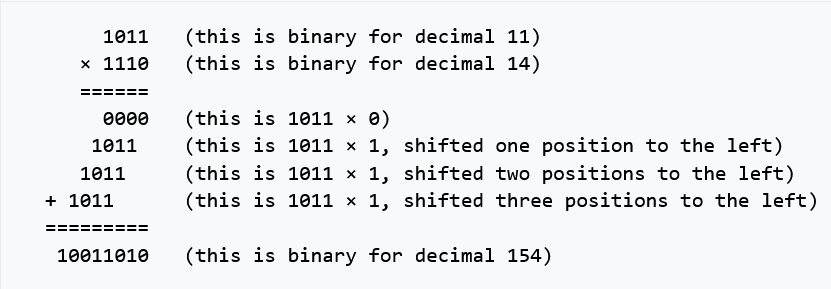 1011 (this is binary for decimal 11)
× 1110 (this is binary for decimal 14)
======
0000 (this is 1011 × 0)
1011 (this is 1011 × 1, shifted one position to the left)
1011 (this is 1011 × 1, shifted two positions to the left)
+ 1011 (this is 1011 × 1, shifted three positions to the left)
=========
10011010 (this is binary for decimal 154)